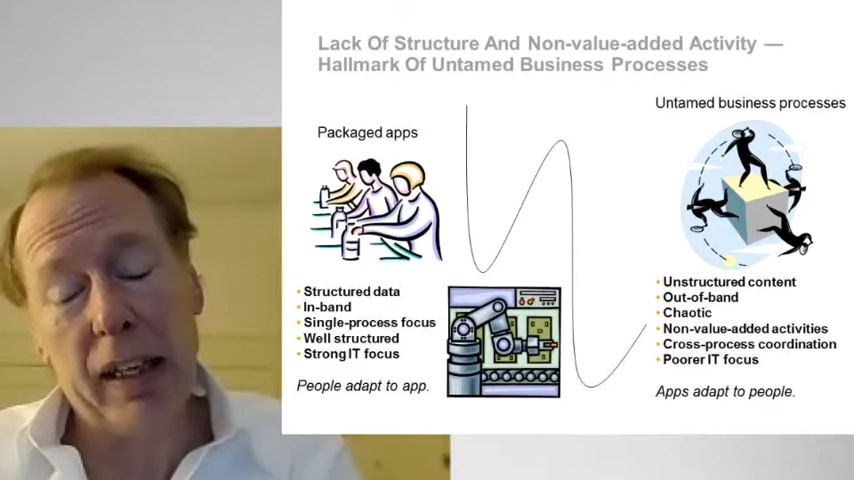 Lack Of Structure And Non-value-added Activity —
Hallmark Of Untamed Business Processes
Packaged apps
• Structured data
• In-band
• Single-process focus
• Well structured
• Strong IT focus
People adapt to app.
Untamed business processes
• Unstructured content
• Out-of-band
• Chaotic
• Non-value-added activities
• Cross-process coordination
• Poorer IT focus
Apps adapt to people.